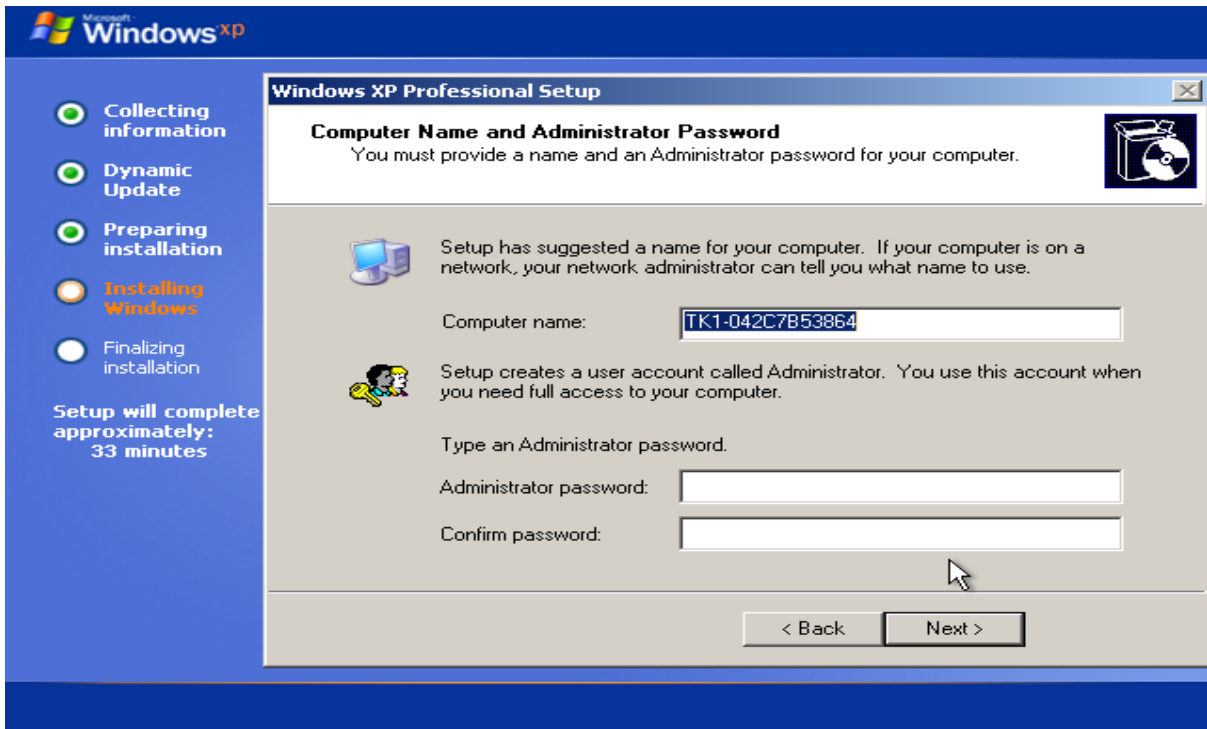 Microsoft
Windows xp
Collecting
information
Dynamic
Update
Preparing
installation
Installing
Windows
Finalizing
installation
Setup will complete
approximately:
33 minutes
Windows XP Professional Setup
Computer Name and Administrator Password
You must provide a name and an Administrator password for your computer.
Setup has suggested a name for your computer.  If your computer is on a
network, your network administrator can tell you what name to use.
Computer name:
TK1-042C7B53864
Setup creates a user account called Administrator.  You use this account when
you need full access to your computer.
Type an Administrator password.
Administrator password:
Confirm password:
< Back
Next >